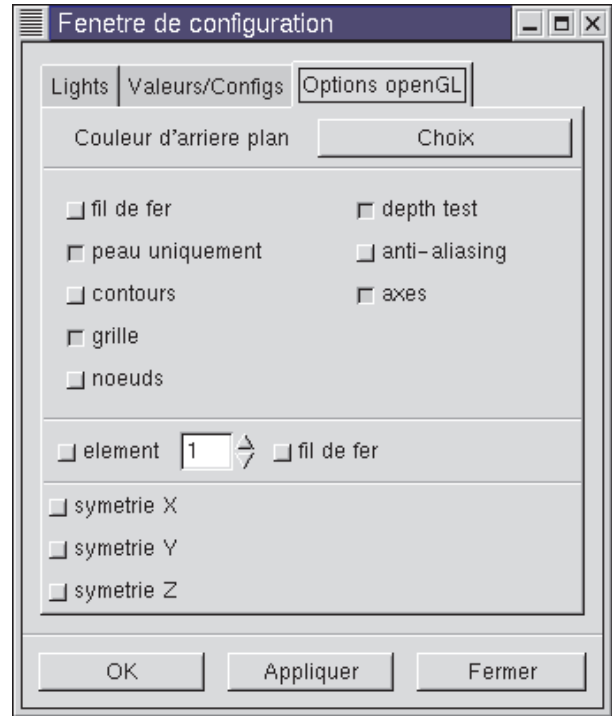 Fenetre de configuration
Lights Valeurs/Configs Options openGL
Couleur d'arriere plan Choix
fil de fer depth test
peau uniquement anti-aliasing
contours axes
grille
noeuds
element 1 fil de fer
symetrie X
symetrie Y
symetrie Z
OK Appliquer Fermer